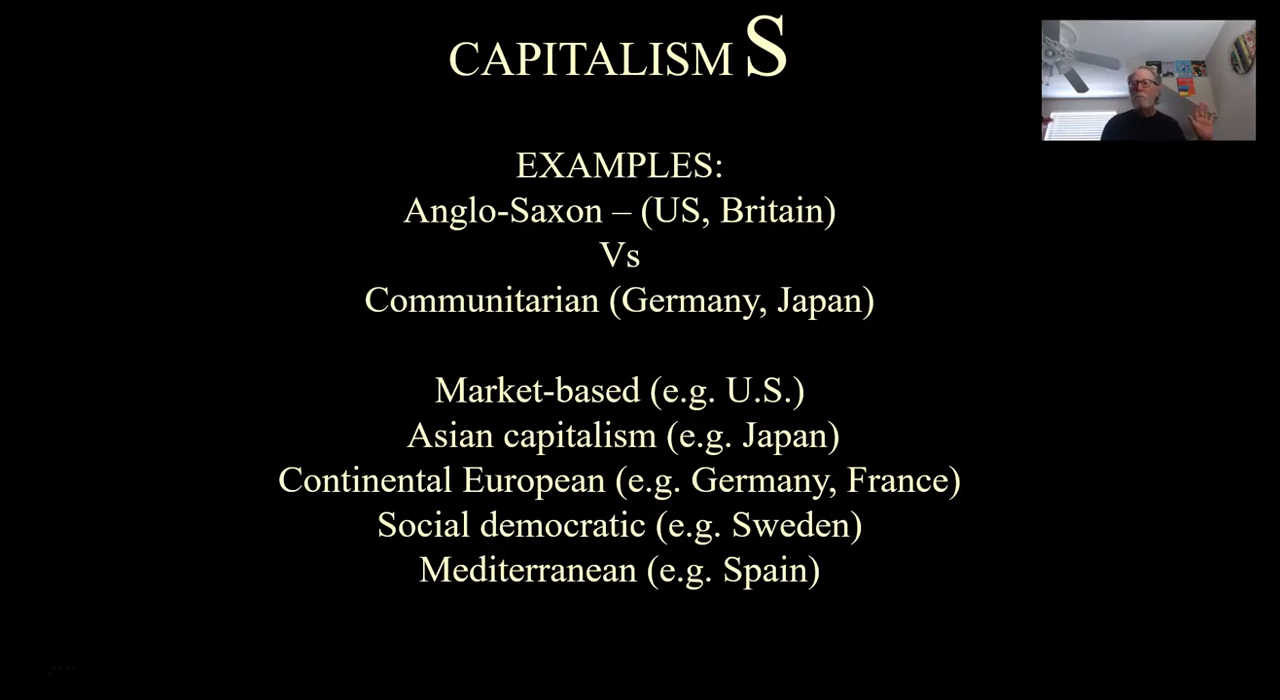 CAPITALISM S
EXAMPLES:
Anglo-Saxon – (US, Britain)
Vs
Communitarian (Germany, Japan)
Market-based (e.g. U.S.)
Asian capitalism (e.g. Japan)
Continental European (e.g. Germany, France)
Social democratic (e.g. Sweden)
Mediterranean (e.g. Spain)